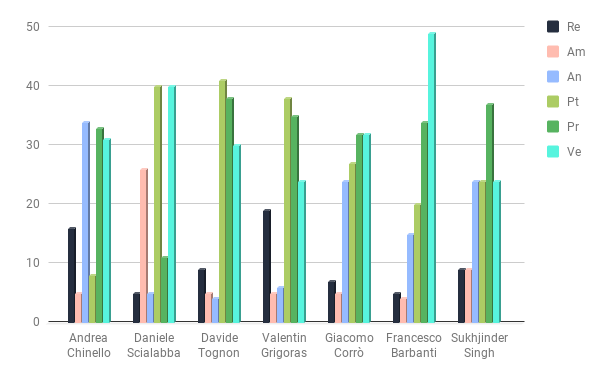 50
40
30
20
10
0
Andrea Chinello
Daniele Scialabba
Davide Tognon
Valentin Grigoras
Giacomo Corrò
Francesco Barbanti
Sukhjinder Singh
Re
Am
An
Pt
Pr
Ve